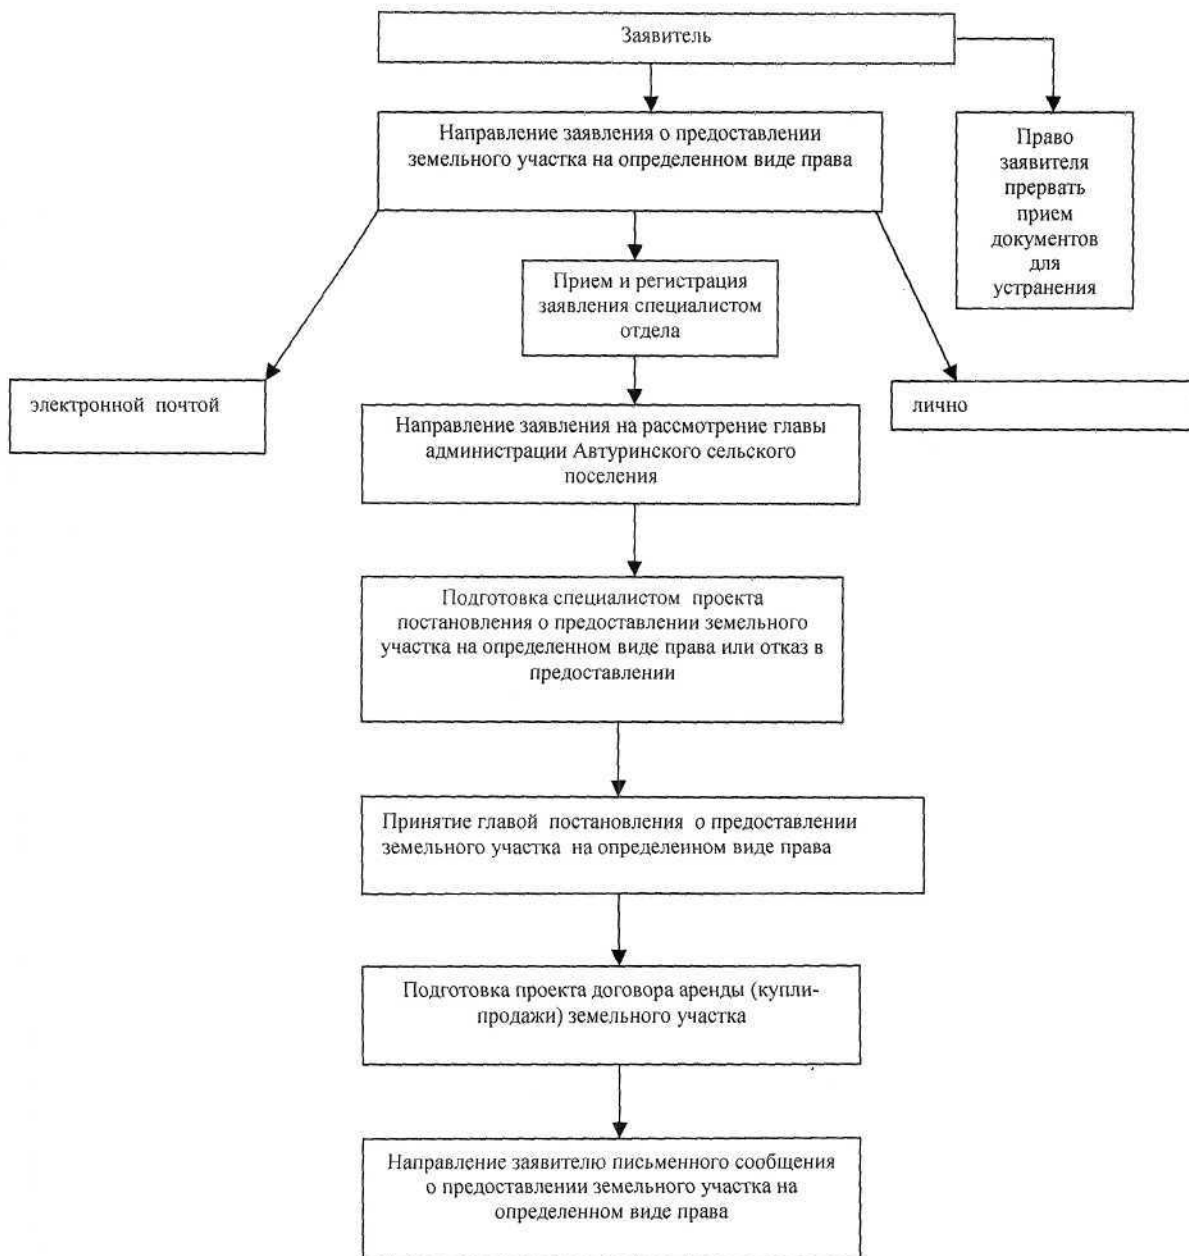 Заявитель
Направление заявления о предоставлении
земельного участка на определенном виде права
Право
заявителя
прервать
прием
документов
для
устранения
Прием и регистрация
заявления специалистом
отдела
электронной почтой
лично
Направление заявления на рассмотрение главы
администрации Автуринского сельского
поселения
Подготовка специалистом проекта
постановления о предоставлении земельного
участка на определенном виде права или отказ в
предоставлении
Принятие главой постановления о предоставлении
земельного участка на определенном виде права
Подготовка проекта договора аренды (купли-
продажи) земельного участка
Направление заявителю письменного сообщения
о предоставлении земельного участка на
определенном виде права